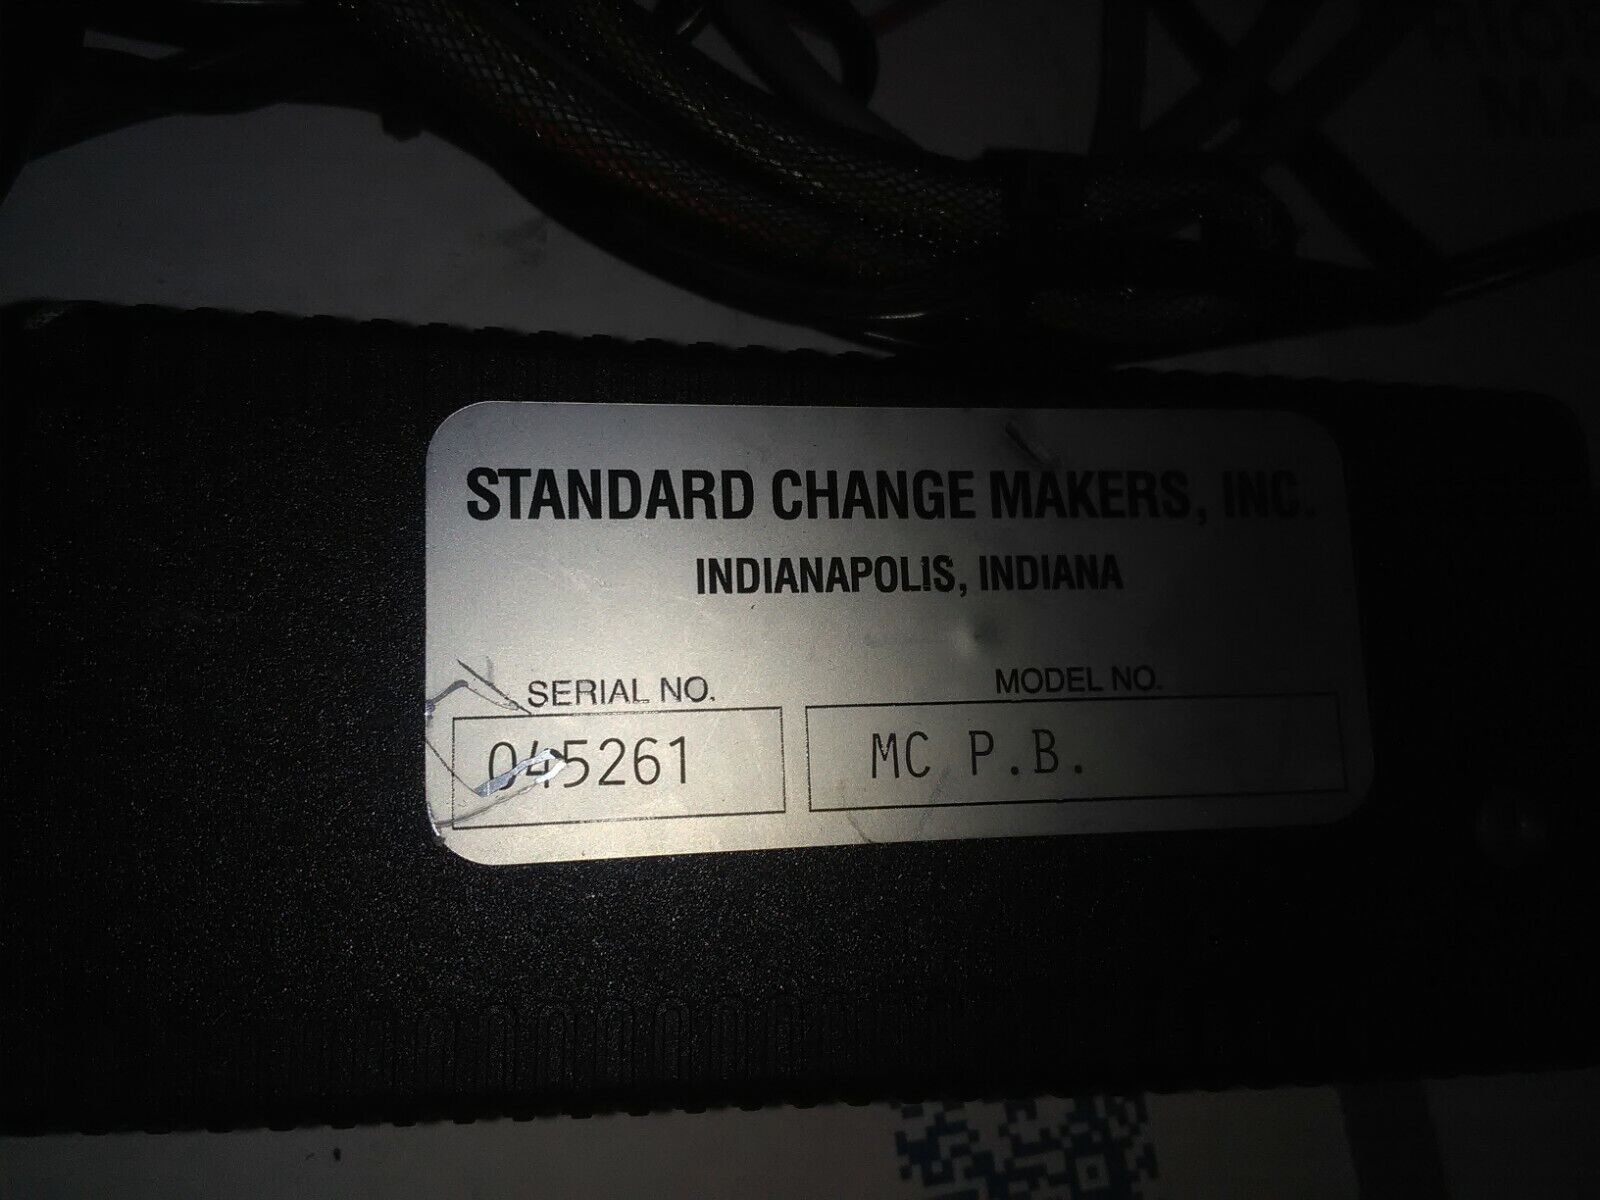 STANDARD CHANGE MAKERS, INC.
INDIANAPOLIS, INDIANA
SERIAL NO. MODEL NO.
045261 MC P.B.